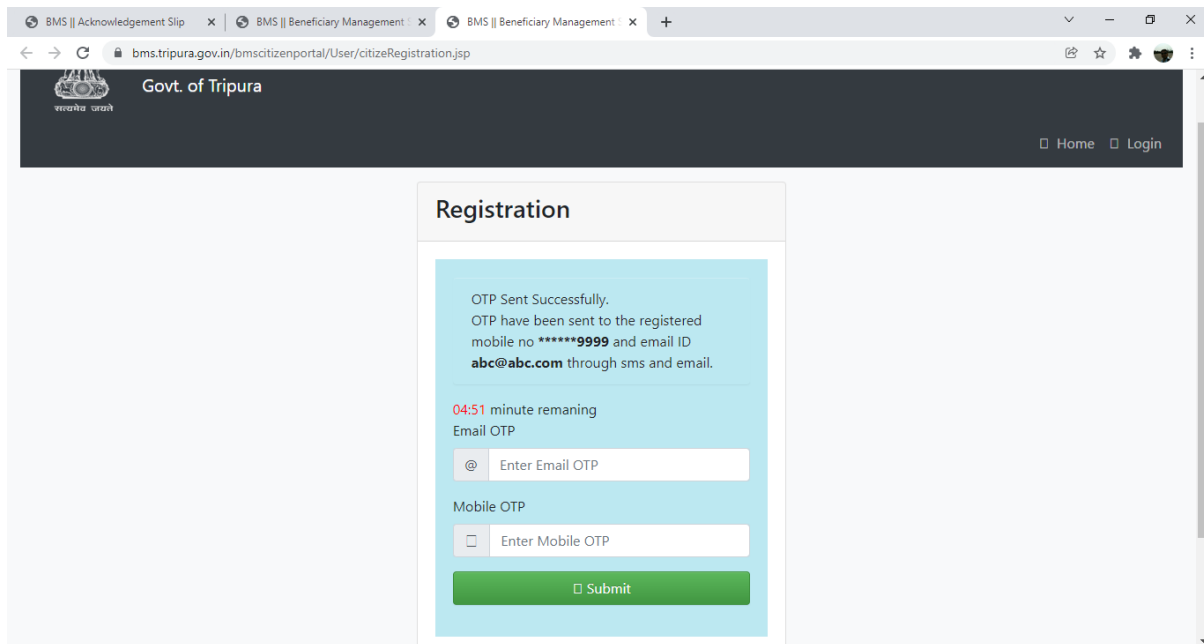 BMS || Acknowledgement Slip
BMS || Beneficiary Management
BMS || Beneficiary Management
bms.tripura.gov.in/bmscitizenportal/User/citizeRegistration.jsp
Govt. of Tripura
सत्यमेव जयते
Home Login
Registration
OTP Sent Successfully.
OTP have been sent to the registered
mobile no ******9999 and email ID
abc@abc.com through sms and email.
04:51 minute remaning
Email OTP
@ Enter Email OTP
Mobile OTP
Enter Mobile OTP
Submit